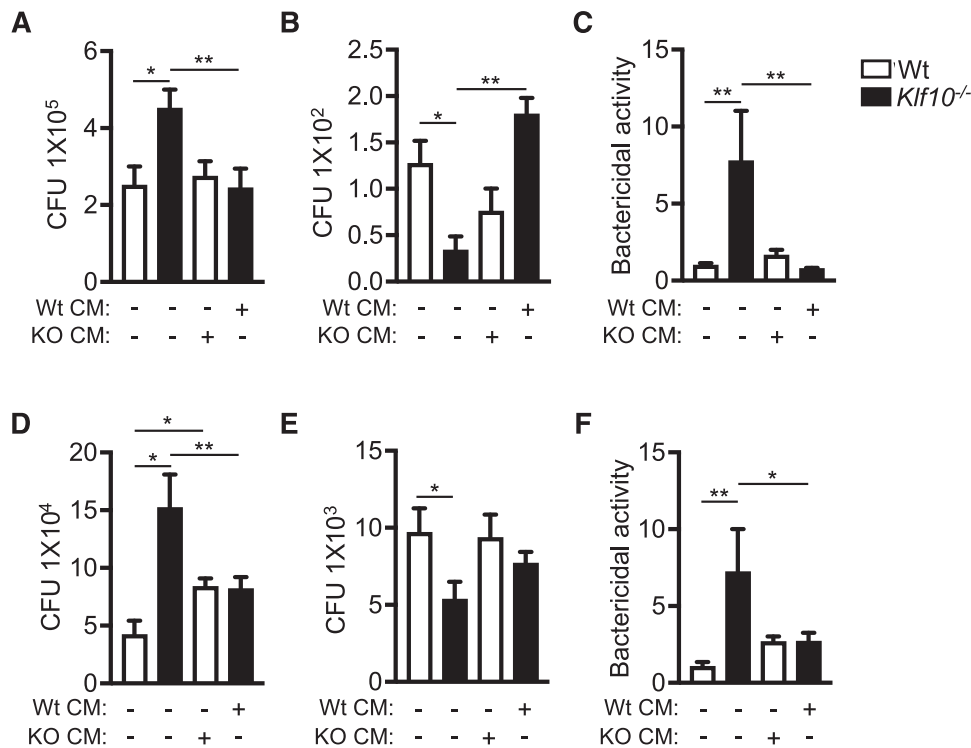 A
B
C
CFU 1X10⁵
6
4
2
0
*
**
CFU 1X10²
2.5
2.0
1.5
1.0
0.5
0.0
*
**
Bactericidal activity
15
10
5
0
**
**
Wt
Klf10-/-
Wt CM: - - - +
KO CM: - - + -
Wt CM: - - - +
KO CM: - - + -
Wt CM: - - - +
KO CM: - - + -
D
E
F
CFU 1X10⁴
20
15
10
5
0
*
*
**
CFU 1X10³
15
10
5
0
*
Bactericidal activity
15
10
5
0
**
*
Wt CM: - - - +
KO CM: - - + -
Wt CM: - - - +
KO CM: - - + -
Wt CM: - - - +
KO CM: - - + -